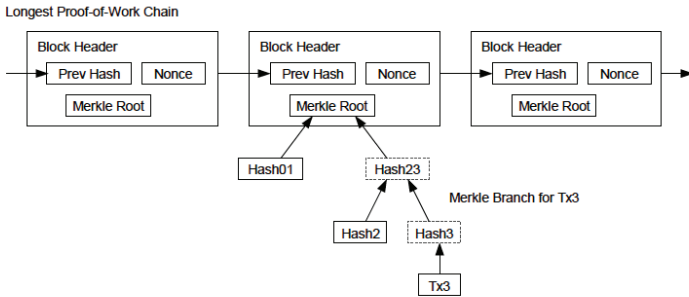 Longest Proof-of-Work Chain
Block Header
Block Header
Block Header
Prev Hash
Nonce
Prev Hash
Nonce
Prev Hash
Nonce
Merkle Root
Merkle Root
Merkle Root
Hash01
Hash23
Merkle Branch for Tx3
Hash2
Hash3
Tx3